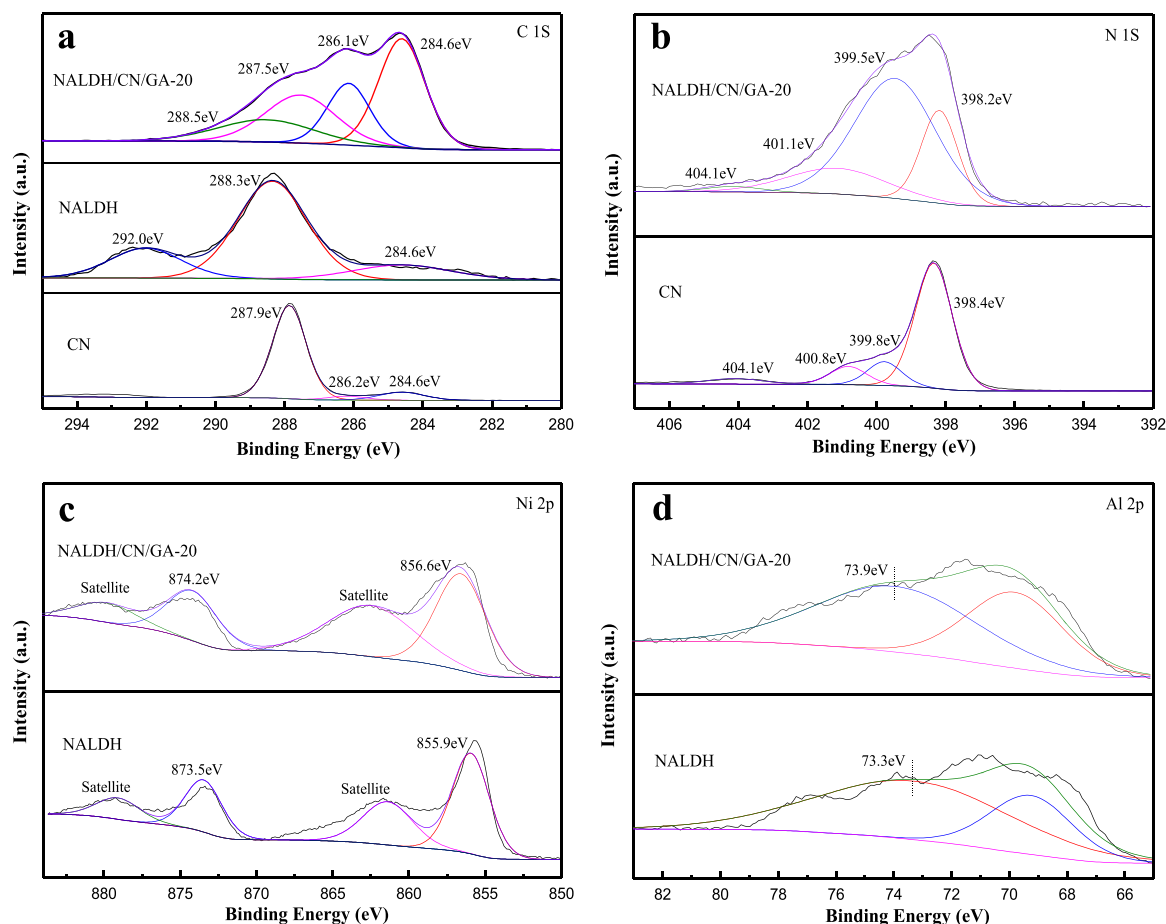 a
C 1S
286.1eV
284.6eV
287.5eV
NALDH/CN/GA-20
288.5eV
288.3eV
NALDH
292.0eV
284.6eV
287.9eV
CN
286.2eV
284.6eV
Intensity (a.u.)
294 292 290 288 286 284 282 280
Binding Energy (eV)
b
N 1S
399.5eV
NALDH/CN/GA-20
398.2eV
401.1eV
404.1eV
CN
398.4eV
399.8eV
400.8eV
404.1eV
Intensity (a.u.)
406 404 402 400 398 396 394 392
Binding Energy (eV)
c
Ni 2p
NALDH/CN/GA-20
856.6eV
874.2eV
Satellite
Satellite
NALDH
855.9eV
873.5eV
Satellite
Satellite
Intensity (a.u.)
880 875 870 865 860 855 850
Binding Energy (eV)
d
Al 2p
NALDH/CN/GA-20
73.9eV
NALDH
73.3eV
Intensity (a.u.)
82 80 78 76 74 72 70 68 66
Binding Energy (eV)